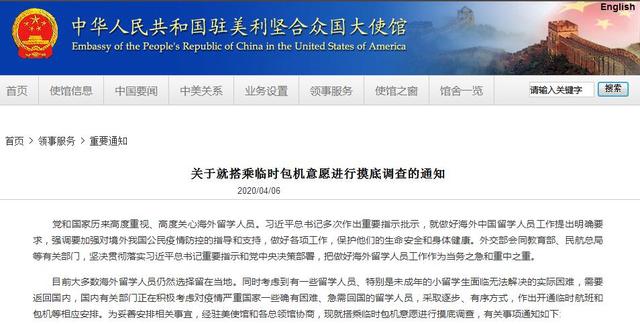 English
中华人民共和国驻美利坚合众国大使馆
Embassy of the People's Republic of China in the United States of America
首页 使馆信息 中国要闻 中美关系 业务设置 领事服务 使馆之窗 馆舍一览 请输入关键字 搜索
首页 > 领事服务 > 重要通知
关于就搭乘临时包机意愿进行摸底调查的通知
2020/04/06
党和国家历来高度重视、高度关心海外留学人员。习近平总书记多次作出重要指示批示，就做好海外中国留学人员工作提出明确要
求，强调要加强对境外我国公民疫情防控的指导和支持，做好各项工作，保护他们的生命安全和身体健康。外交部会同教育部、民航总局
等有关部门，坚决贯彻落实习近平总书记重要指示和党中央决策部署，把做好海外留学人员工作作为当务之急和重中之重。
目前大多数海外留学人员仍然选择留在当地。同时考虑到有一些留学人员、特别是未成年的小留学生面临无法解决的实际困难，需要
返回国内，国内有关部门正在积极考虑对疫情严重国家一些确有困难、急需回国的留学人员，采取逐步、有序方式，作出开通临时航班和
包机等相应安排。为妥善安排相关事宜，经驻美使馆和各总领馆协商，现就搭乘临时包机意愿进行摸底调查，有关事项通知如下：